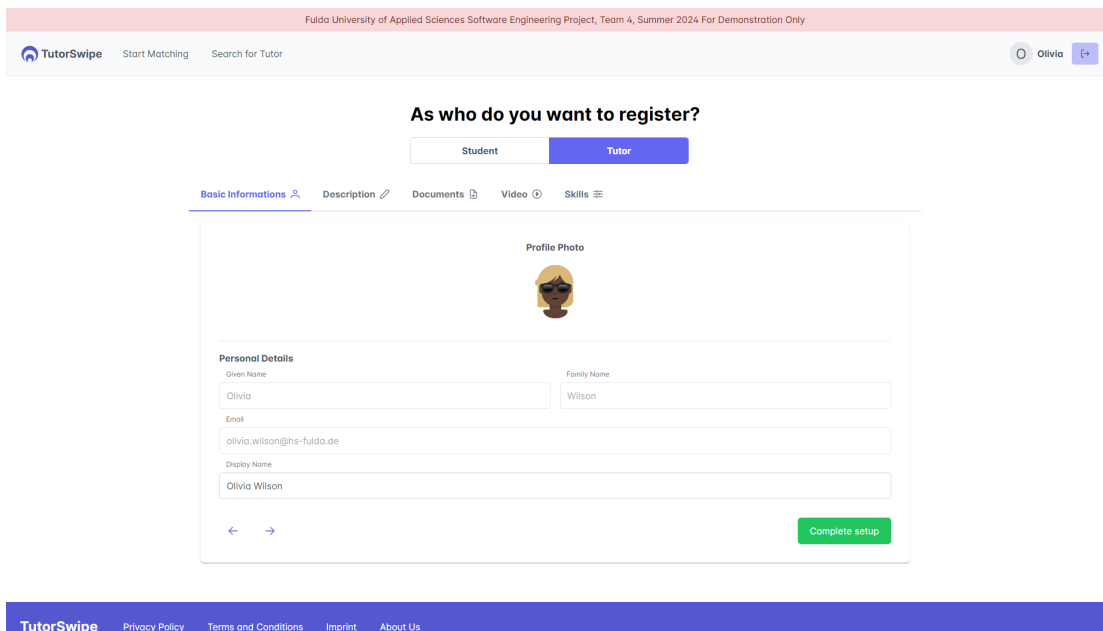 Fulda University of Applied Sciences Software Engineering Project, Team 4, Summer 2024 For Demonstration Only
TutorSwipe Start Matching Search for Tutor O Olivia
As who do you want to register?
Student Tutor
Basic Informations Description Documents Video Skills
Profile Photo
Personal Details
Given Name Family Name
Olivia Wilson
Email
olivia.wilson@hs-fulda.de
Display Name
Olivia Wilson
Complete setup
TutorSwipe Privacy Policy Terms and Conditions Imprint About Us